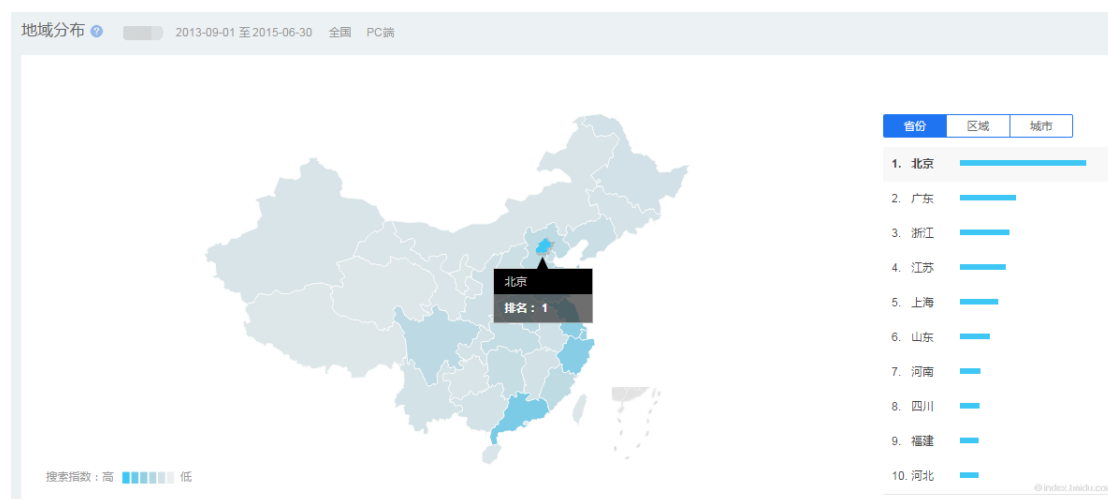 地域分布 ? 2013-09-01 至 2015-06-30 全国 PC端
省份 区域 城市
1. 北京
2. 广东
3. 浙江
4. 江苏
5. 上海
6. 山东
7. 河南
8. 四川
9. 福建
10. 河北
北京
排名： 1
搜索指数：高 低
©index.baidu.com